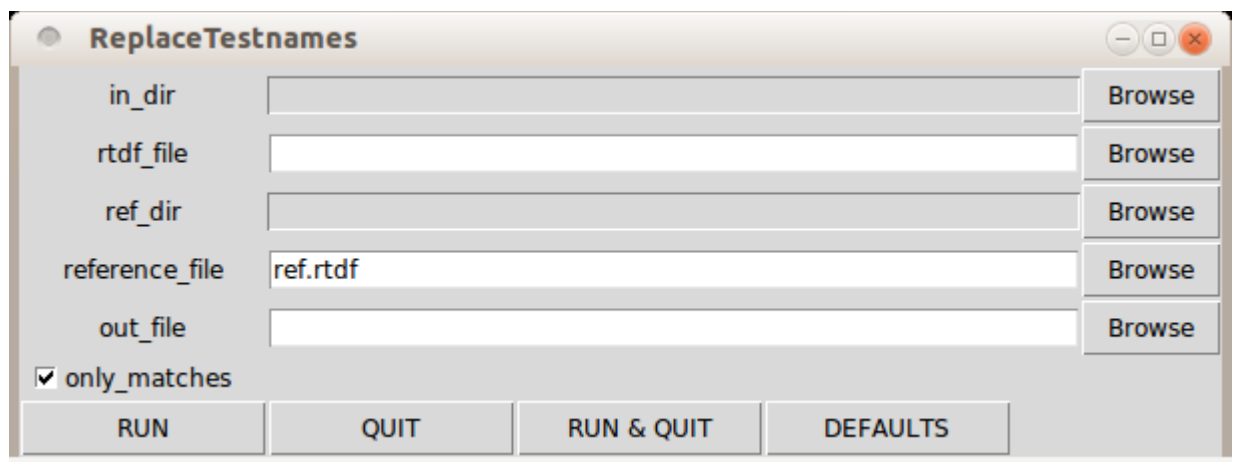 ReplaceTestnames
in_dir Browse
rtdf_file Browse
ref_dir Browse
reference_file ref.rtdf Browse
out_file Browse
only_matches
RUN QUIT RUN & QUIT DEFAULTS